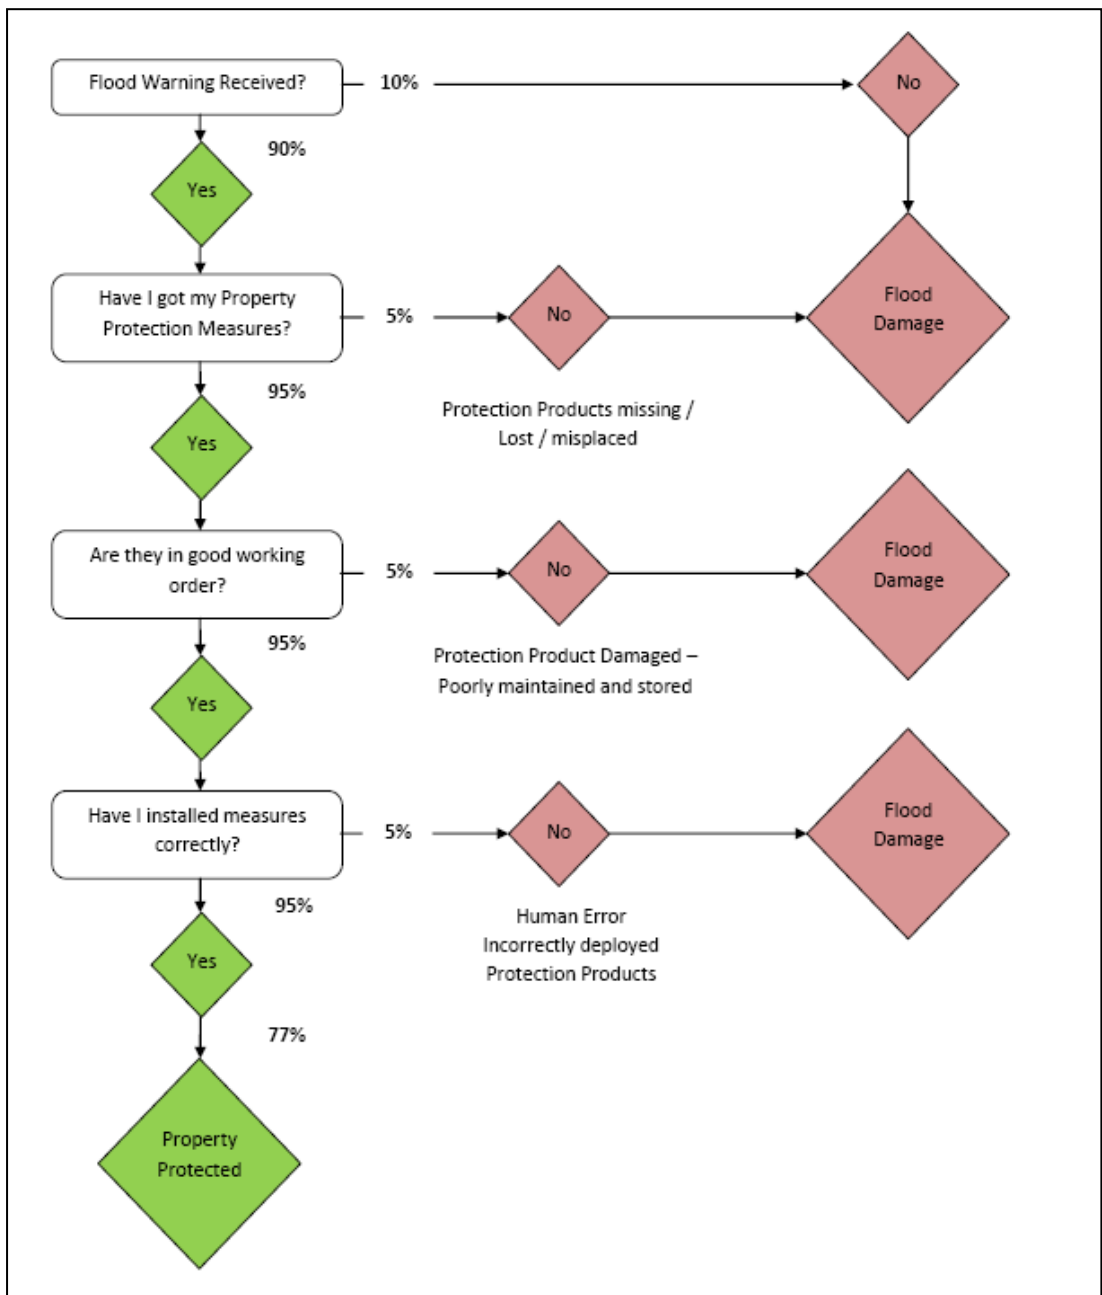 Flood Warning Received?
10%
No
90%
Yes
Have I got my Property
Protection Measures?
5%
No
Flood
Damage
95%
Protection Products missing /
Lost / misplaced
Yes
Are they in good working
order?
5%
No
Flood
Damage
95%
Protection Product Damaged –
Poorly maintained and stored
Yes
Have I installed measures
correctly?
5%
No
Flood
Damage
95%
Human Error
Incorrectly deployed
Protection Products
Yes
77%
Property
Protected